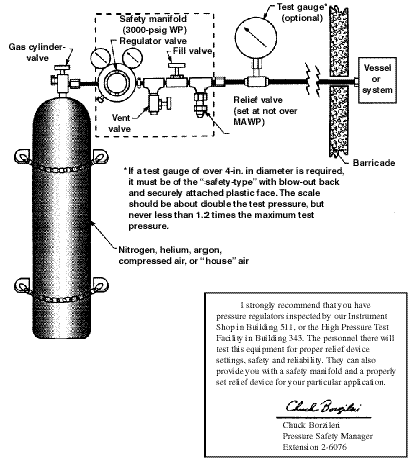 Safety manifold
(3000-psig WP)
Regulator valve
Fill valve
Test gauge*
(optional)
Gas cylinder-
valve
Vessel
or
system
Vent
valve
Relief valve
(set at not over
MAWP)
Barricade
*If a test gauge of over 4-in. in diameter is required,
it must be of the "safety-type" with blow-out back
and securely attached plastic face. The scale
should be about double the test pressure, but
never less than 1.2 times the maximum test
pressure.
Nitrogen, helium, argon,
compressed air, or "house" air
I strongly recommend that you have
pressure regulators inspected by our Instrument
Shop in Building 511, or the High Pressure Test
Facility in Building 343. The personnel there will
test this equipment for proper relief device
settings, safety and reliability. They can also
provide you with a safety manifold and a properly
set relief device for your particular application.
Chuck Borzileri
Chuck Borzileri
Pressure Safety Manager
Extension 2-6076